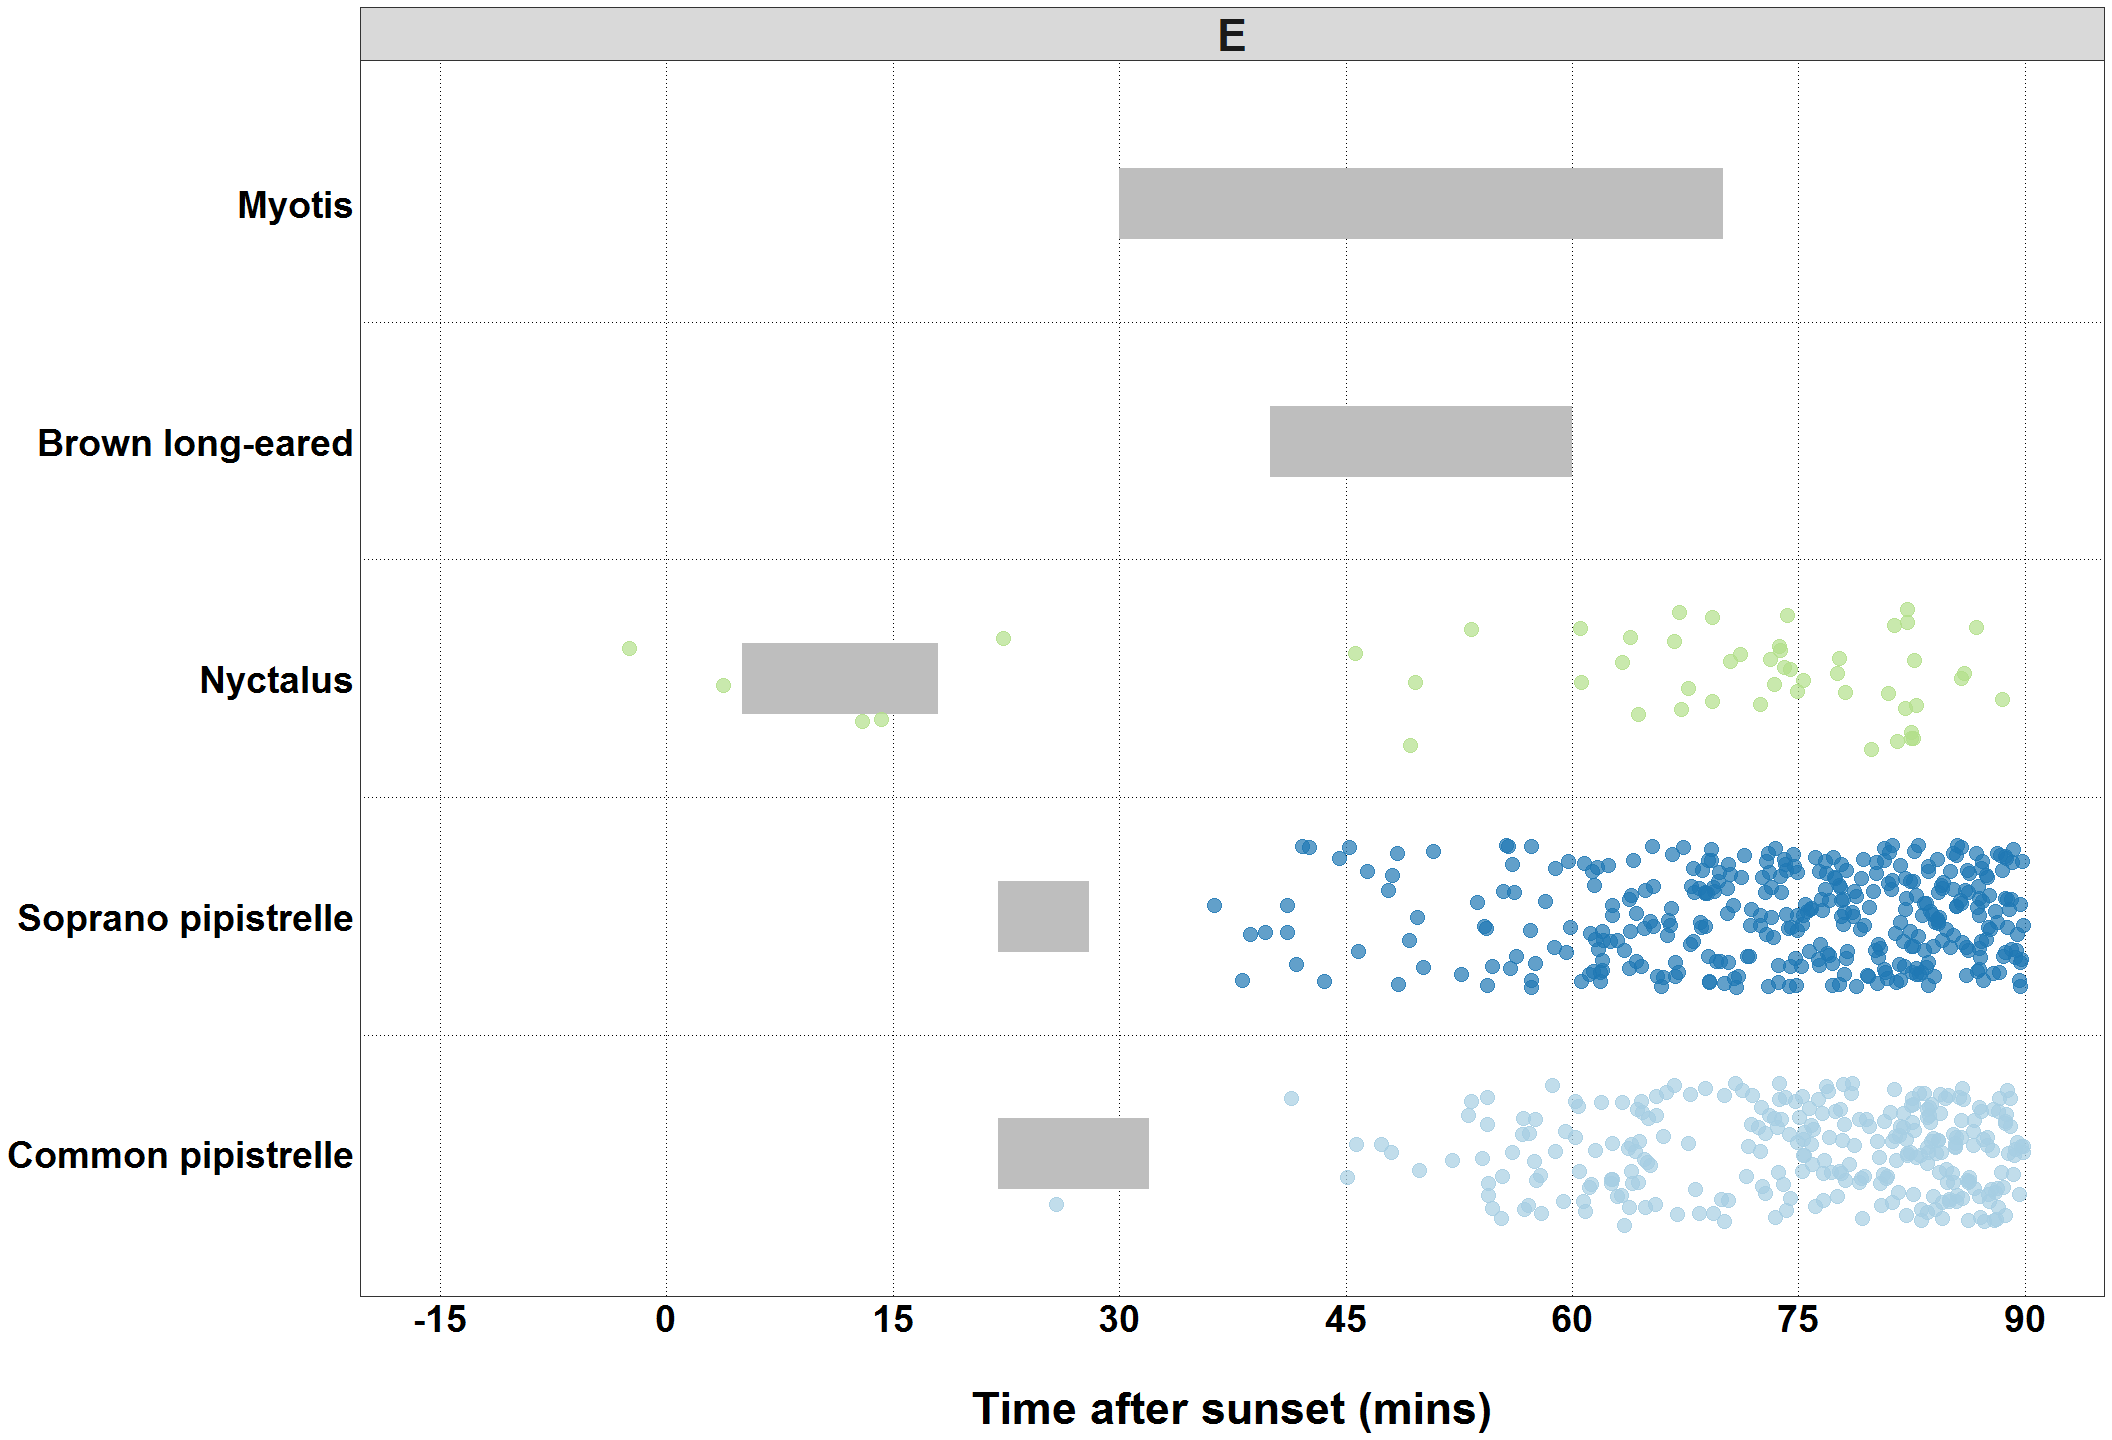 E
Myotis
Brown long-eared
Nyctalus
Soprano pipistrelle
Common pipistrelle
-15 0 15 30 45 60 75 90
Time after sunset (mins)